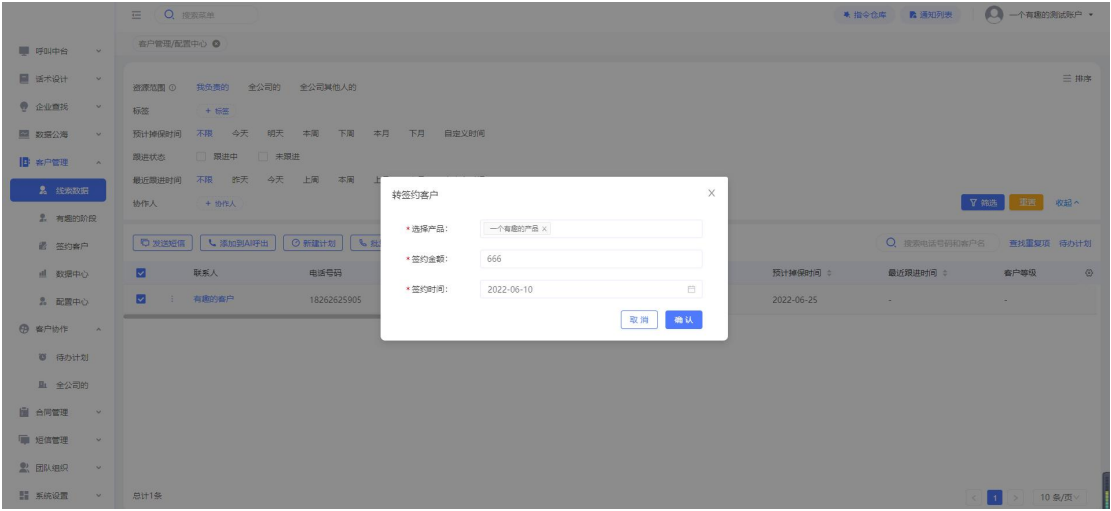 搜索菜单
指令仓库 通知列表 一个有趣的测试账户
呼叫中台
话术设计
企业查找
数据公海
客户管理
线索数据
有趣的阶段
签约客户
数据中心
配置中心
客户协作
待办计划
全公司的
合同管理
短信管理
团队组织
系统设置
客户管理/配置中心
资源范围 我负责的 全公司的 全公司其他人的
排序
标签 + 标签
预计掉保时间 不限 今天 明天 本周 下周 本月 下月 自定义时间
跟进状态 跟进中 未跟进
最近跟进时间 不限 昨天 今天 上周 本周
协作人 + 协作人
筛选 重置 收起
发送短信 添加到AI呼出 新建计划 批
搜索电话号码和客户名 查找重复项 待办计划
联系人 电话号码 预计掉保时间 最近跟进时间 客户等级
有趣的客户 18262625905 2022-06-25 - -
总计1条
< 1 > 10 条/页
转签约客户
* 选择产品: 一个有趣的产品 ×
* 签约金额: 666
* 签约时间: 2022-06-10
取 消 确 认